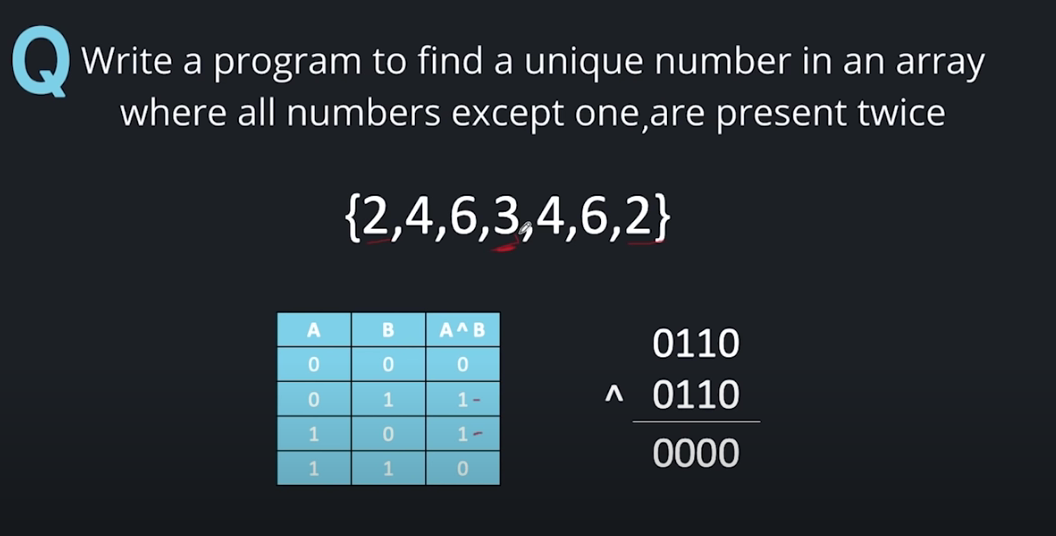 Q Write a program to find a unique number in an array
where all numbers except one,are present twice
{2,4,6,3,4,6,2}
A B A^B
0 0 0
0 1 1
1 0 1
1 1 0
0110
^ 0110
0000